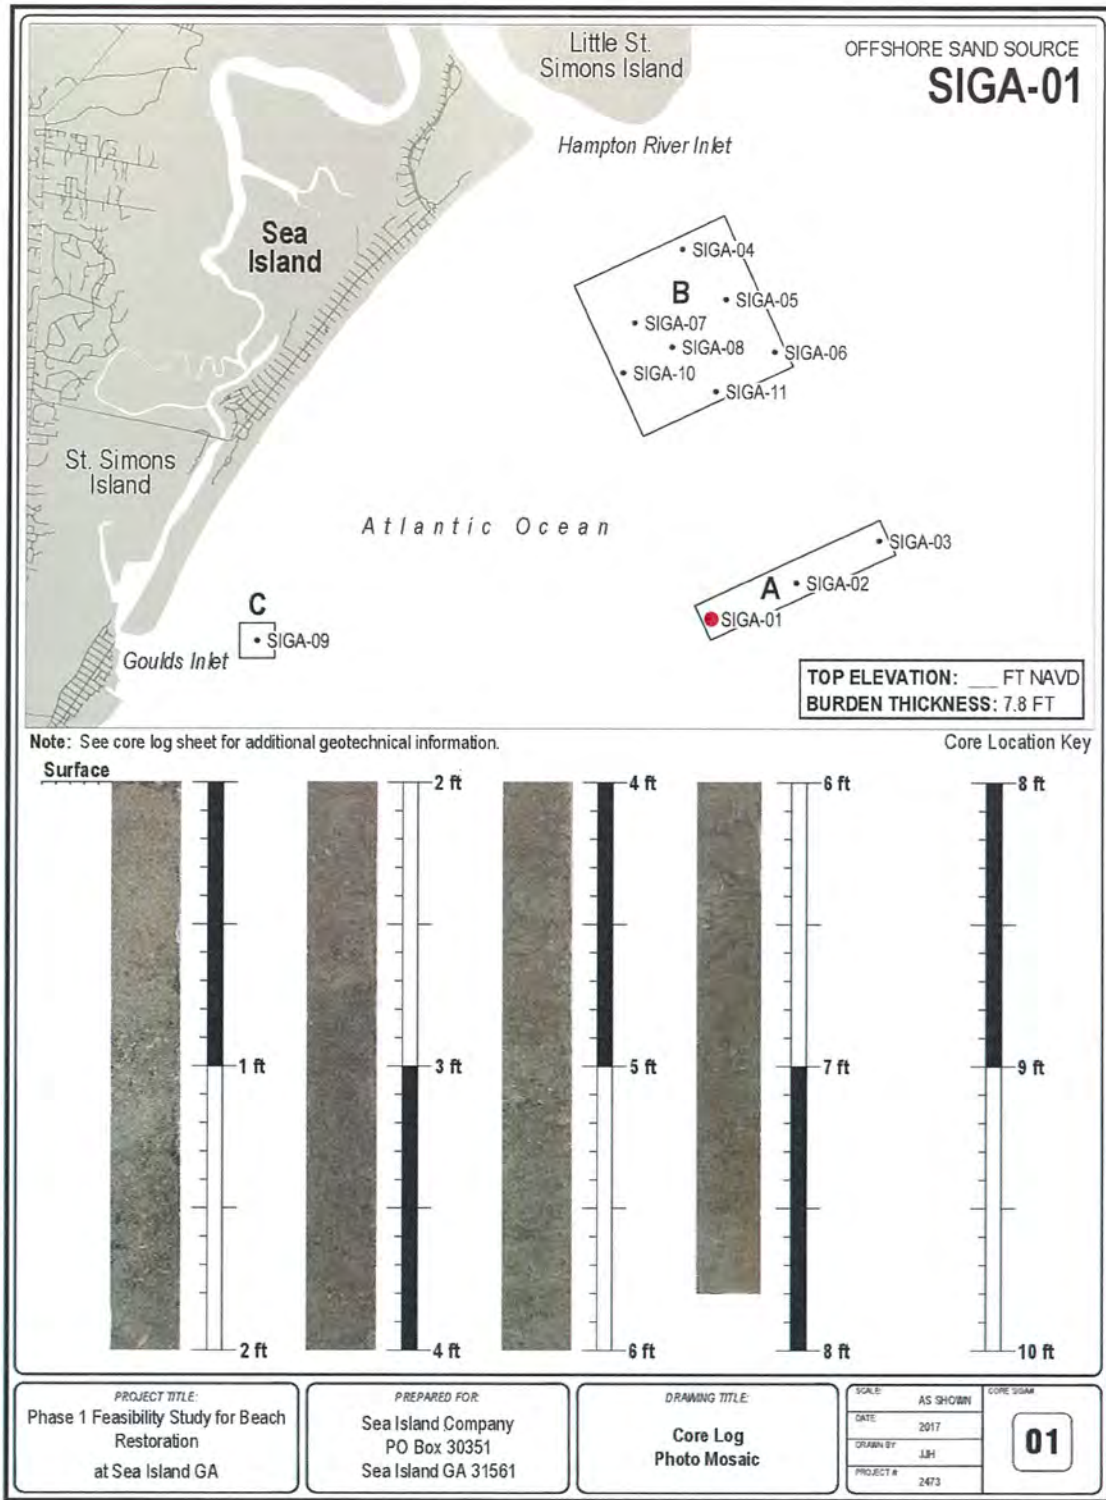 OFFSHORE SAND SOURCE
SIGA-01
Little St.
Simons Island
Hampton River Inlet
Sea
Island
SIGA-04
B
SIGA-05
SIGA-07
SIGA-08
SIGA-06
SIGA-10
SIGA-11
St. Simons
Island
Atlantic Ocean
SIGA-03
A
SIGA-02
SIGA-01
C
SIGA-09
Goulds Inlet
TOP ELEVATION: ___ FT NAVD
BURDEN THICKNESS: 7.8 FT
Note: See core log sheet for additional geotechnical information.
Core Location Key
Surface
2 ft
4 ft
6 ft
8 ft
1 ft
3 ft
5 ft
7 ft
9 ft
2 ft
4 ft
6 ft
8 ft
10 ft
PROJECT TITLE:
Phase 1 Feasibility Study for Beach
Restoration
at Sea Island GA
PREPARED FOR:
Sea Island Company
PO Box 30351
Sea Island GA 31561
DRAWING TITLE:
Core Log
Photo Mosaic
SCALE: AS SHOWN
DATE: 2017
DRAWN BY JJH
PROJECT # 2473
CORE SIGA#
01